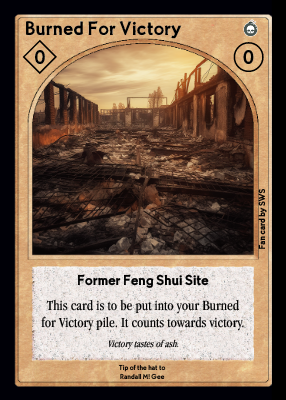 Burned For Victory
0
0
Fan card by SWS
Former Feng Shui Site
This card is to be put into your Burned
for Victory pile. It counts towards victory.
Victory tastes of ash
Tip of the hat to
Randall M! Gee